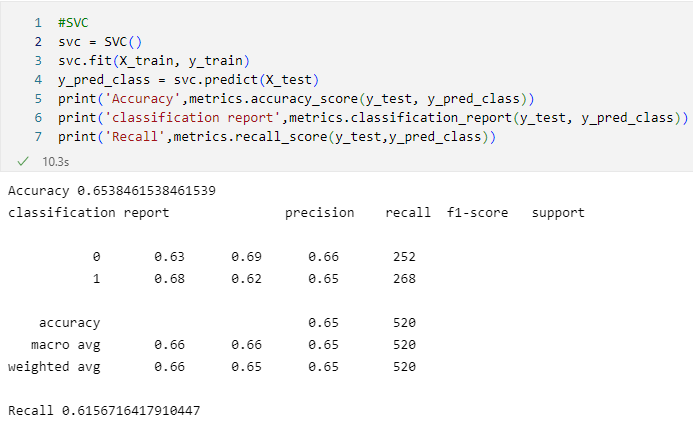 1 #SVC
2 svc = SVC()
3 svc.fit(X_train, y_train)
4 y_pred_class = svc.predict(X_test)
5 print('Accuracy',metrics.accuracy_score(y_test, y_pred_class))
6 print('classification report',metrics.classification_report(y_test, y_pred_class))
7 print('Recall',metrics.recall_score(y_test,y_pred_class))
10.3s
Accuracy 0.6538461538461539
classification report precision recall f1-score support
0 0.63 0.69 0.66 252
1 0.68 0.62 0.65 268
accuracy 0.65 520
macro avg 0.66 0.66 0.65 520
weighted avg 0.66 0.65 0.65 520
Recall 0.6156716417910447